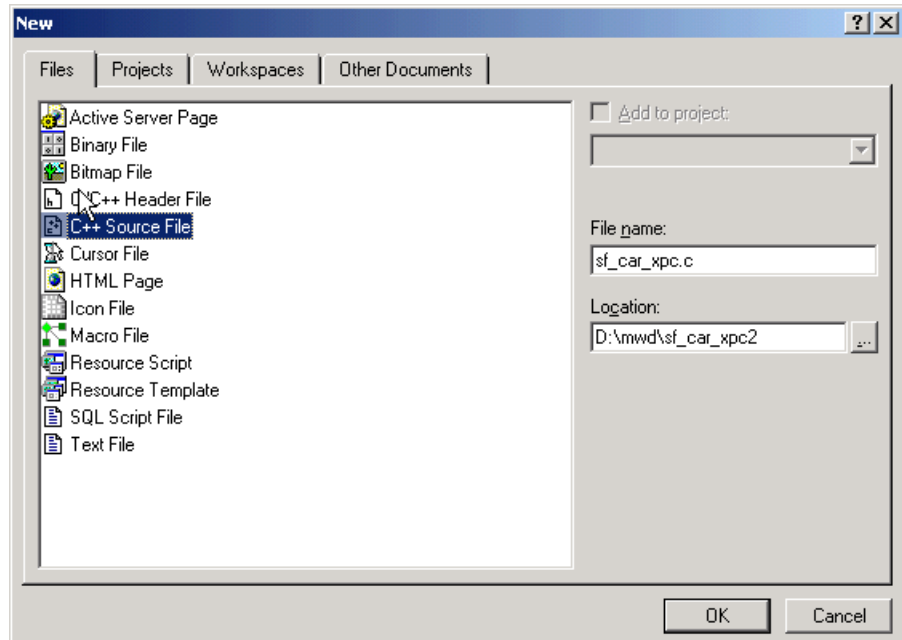 New
Files Projects Workspaces Other Documents
Active Server Page
Binary File
Bitmap File
C++ Header File
C++ Source File
Cursor File
HTML Page
Icon File
Macro File
Resource Script
Resource Template
SQL Script File
Text File
Add to project:
File name:
sf_car_xpc.c
Location:
D:\mwd\sf_car_xpc2
...
OK Cancel